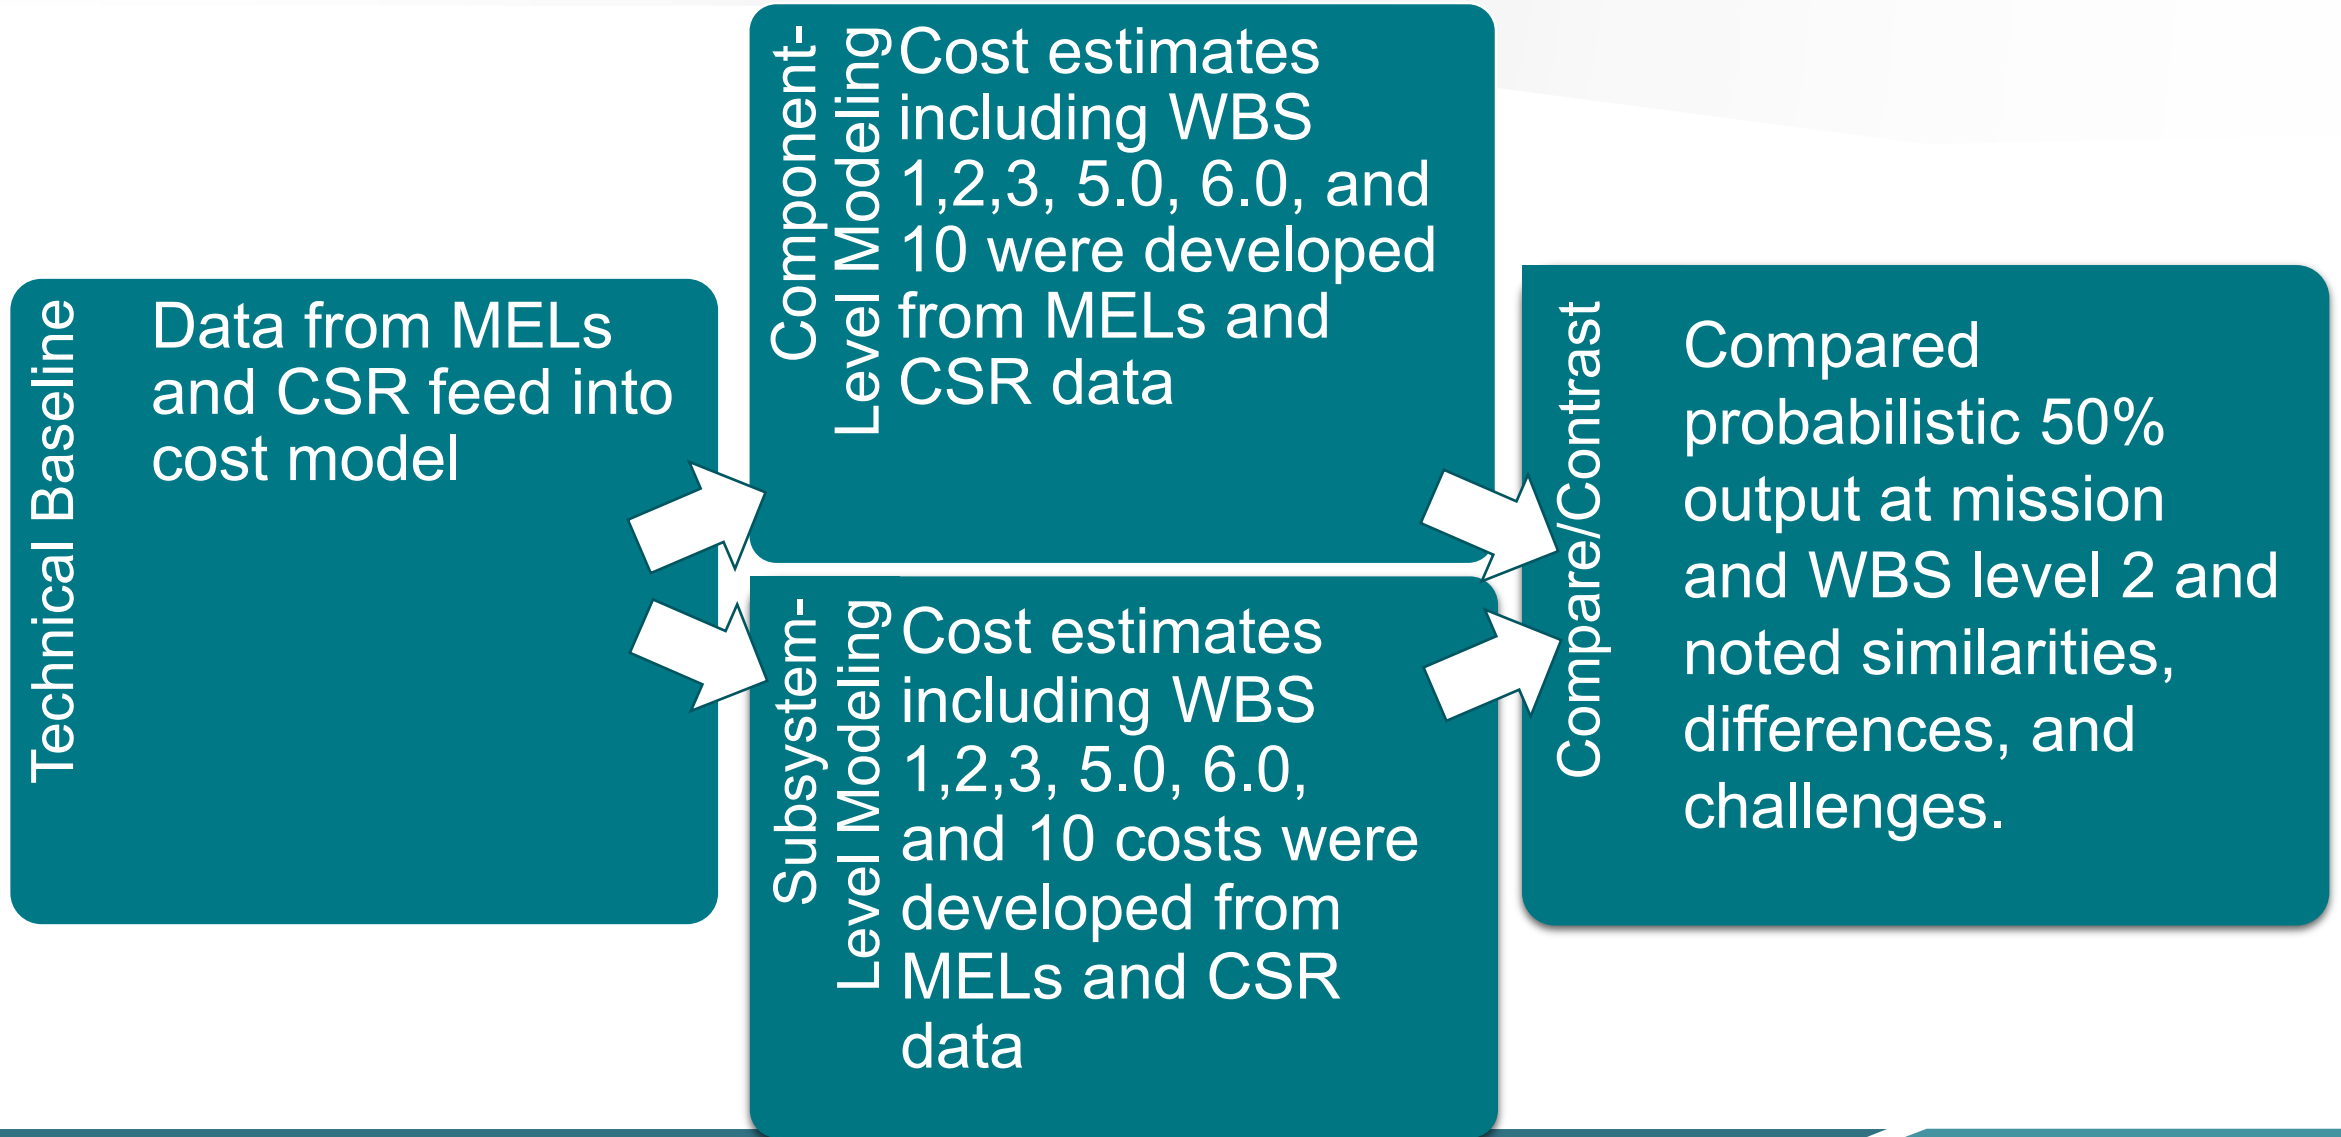 Technical Baseline
Data from MELs
and CSR feed into
cost model
Component-
Level Modeling
Cost estimates
including WBS
1,2,3, 5.0, 6.0, and
10 were developed
from MELs and
CSR data
Subsystem-
Level Modeling
Cost estimates
including WBS
1,2,3, 5.0, 6.0,
and 10 costs were
developed from
MELs and CSR
data
Compare/Contrast
Compared
probabilistic 50%
output at mission
and WBS level 2 and
noted similarities,
differences, and
challenges.